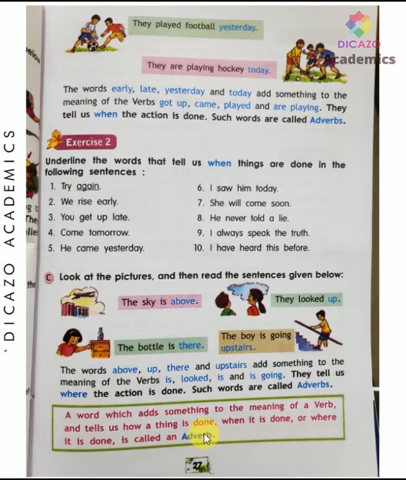 They played football yesterday.
DICAZO
Academics
They are playing hockey today.
The words early, late, yesterday and today add something to the
meaning of the Verbs got up, came, played and are playing. They
tell us when the action is done. Such words are called Adverbs.
Exercise 2
Underline the words that tell us when things are done in the
following sentences :
1. Try again.
2. We rise early.
3. You get up late.
4. Come tomorrow.
5. He came yesterday.
6. I saw him today.
7. She will come soon.
8. He never told a lie.
9. I always speak the truth.
10. I have heard this before.
C Look at the pictures, and then read the sentences given below:
The sky is above.
They looked up.
The bottle is there.
The boy is going
upstairs.
The words above, up, there and upstairs add something to the
meaning of the Verbs is, looked, is and is going. They tell us
where the action is done. Such words are called Adverbs.
A word which adds something to the meaning of a Verb,
and tells us how a thing is done, when it is done, or where
it is done, is called an Adverb.
27
`DICAZO ACADEMICS